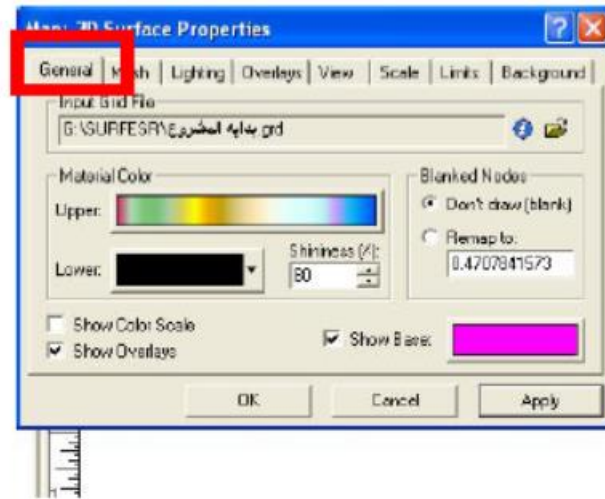 Map: 3D Surface Properties
General Mesh Lighting Overlays View Scale Limits Background
Input Grid File
G:\SURFESR\بدايه المشروع.grd
Material Color
Upper:
Lower:
Shininess (%):
80
Blanked Nodes
Don't draw (blank)
Remap to:
0.4707841573
Show Color Scale
Show Overlays
Show Base:
OK Cancel Apply